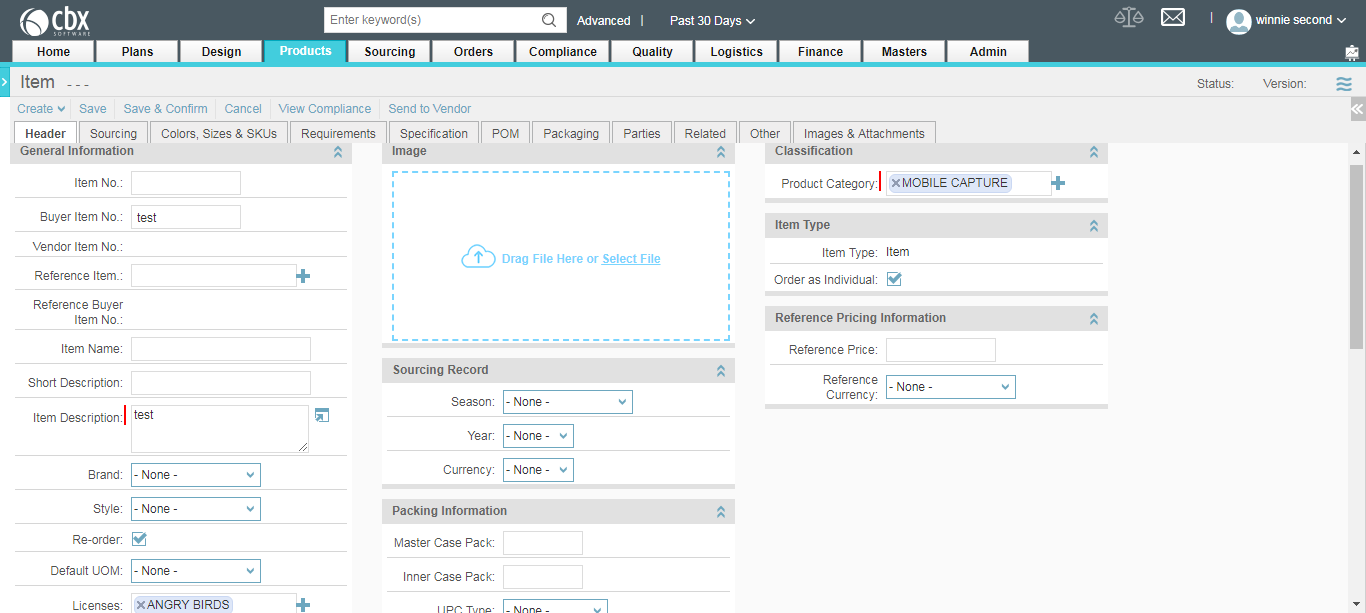 cbx
SOFTWARE
Enter keyword(s)
Advanced | Past 30 Days
winnie second
Home Plans Design Products Sourcing Orders Compliance Quality Logistics Finance Masters Admin
Item - - -
Status: Version:
Create Save Save & Confirm Cancel View Compliance Send to Vendor
Header Sourcing Colors, Sizes & SKUs Requirements Specification POM Packaging Parties Related Other Images & Attachments
General Information
Item No.:
Buyer Item No.: test
Vendor Item No.:
Reference Item.:
Reference Buyer
Item No.:
Item Name:
Short Description:
Item Description: test
Brand: - None -
Style: - None -
Re-order:
Default UOM: - None -
Licenses: ANGRY BIRDS
Image
Drag File Here or Select File
Sourcing Record
Season: - None -
Year: - None -
Currency: - None -
Packing Information
Master Case Pack:
Inner Case Pack:
UPC Type: - None -
Classification
Product Category: MOBILE CAPTURE
Item Type
Item Type: Item
Order as Individual:
Reference Pricing Information
Reference Price:
Reference
Currency: - None -